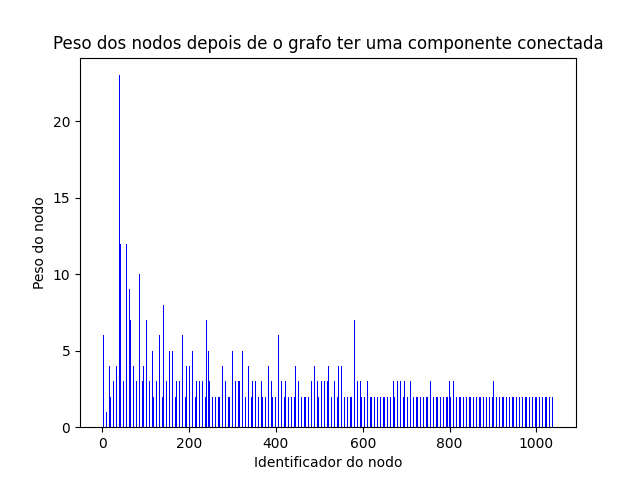 Peso dos nodos depois de o grafo ter uma componente conectada
20
15
10
5
0
Peso do nodo
0 200 400 600 800 1000
Identificador do nodo